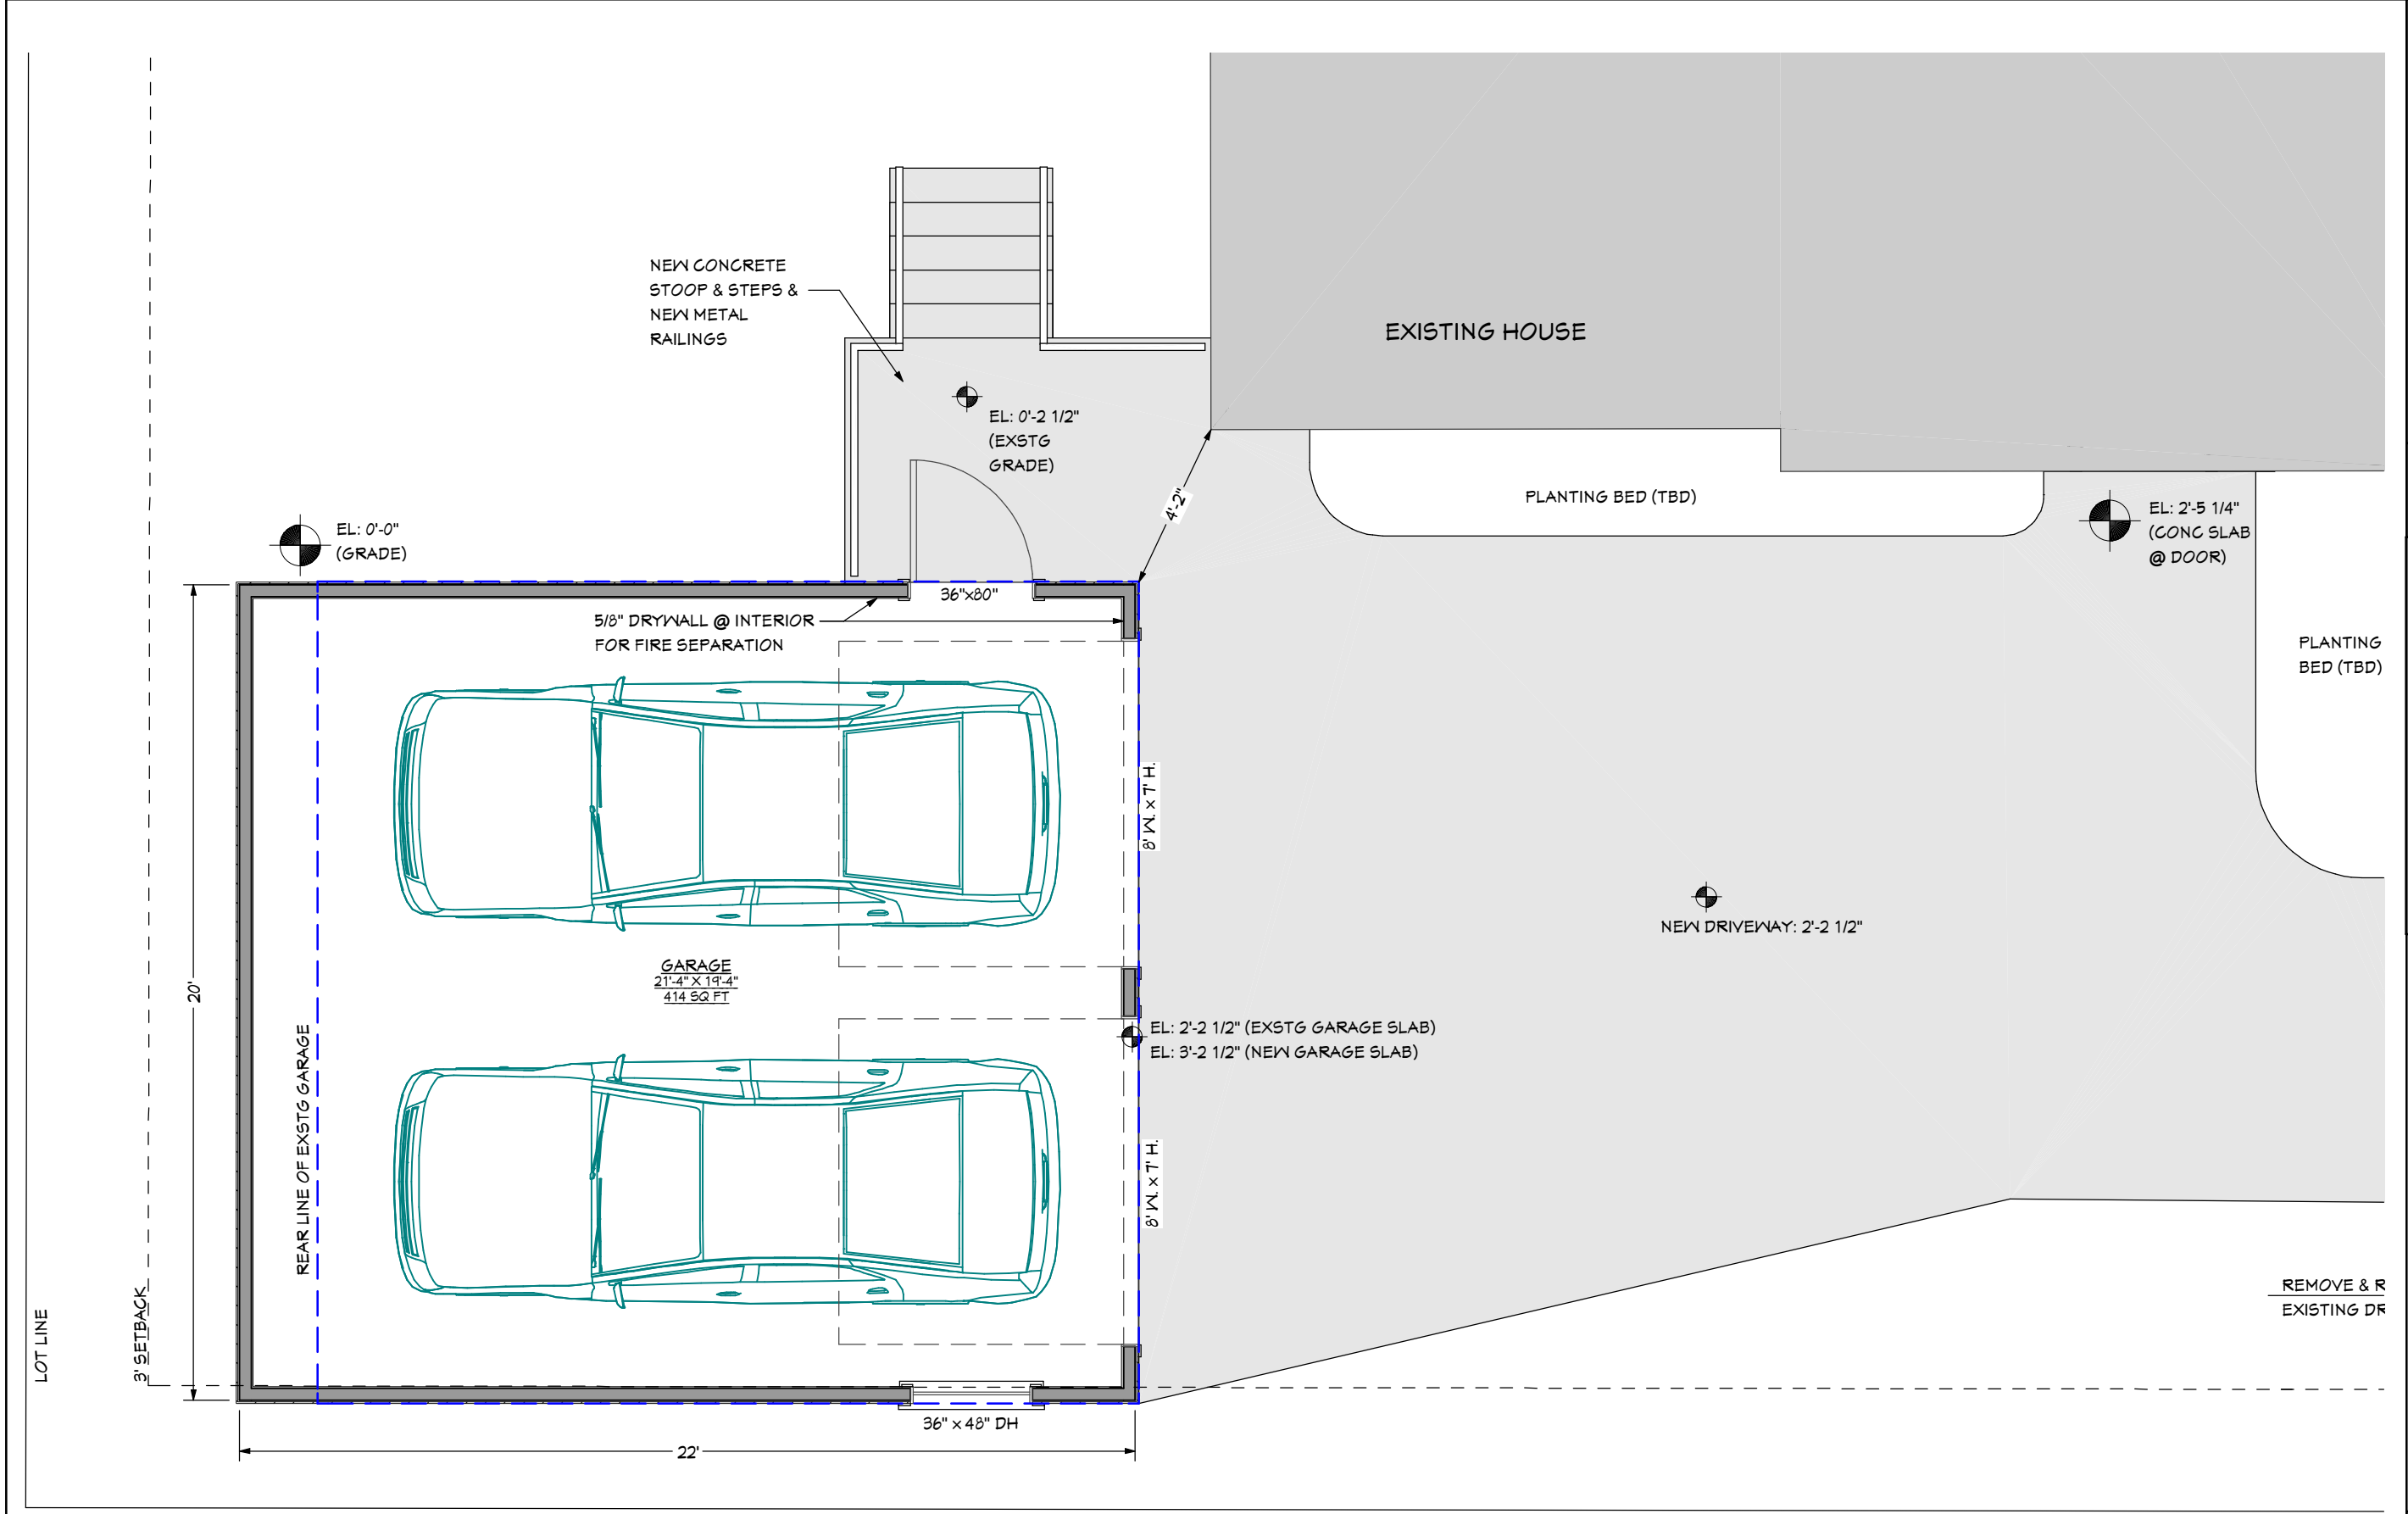 NEW CONCRETE
STOOP & STEPS &
NEW METAL
RAILINGS
EXISTING HOUSE
EL: 0'-2 1/2"
(EXSTG
GRADE)
4'-2"
PLANTING BED (TBD)
EL: 2'-5 1/4"
(CONC SLAB
@ DOOR)
EL: 0'-0"
(GRADE)
36"x80"
5/8" DRYWALL @ INTERIOR
FOR FIRE SEPARATION
PLANTING
BED (TBD)
8' W. x 7' H.
NEW DRIVEWAY: 2'-2 1/2"
GARAGE
21'-4" X 19'-4"
414 SQ FT
20'
EL: 2'-2 1/2" (EXSTG GARAGE SLAB)
EL: 3'-2 1/2" (NEW GARAGE SLAB)
REAR LINE OF EXSTG GARAGE
8' W. x 7' H.
LOT LINE
3' SETBACK
REMOVE & R
EXISTING DR
36" x 48" DH
22'